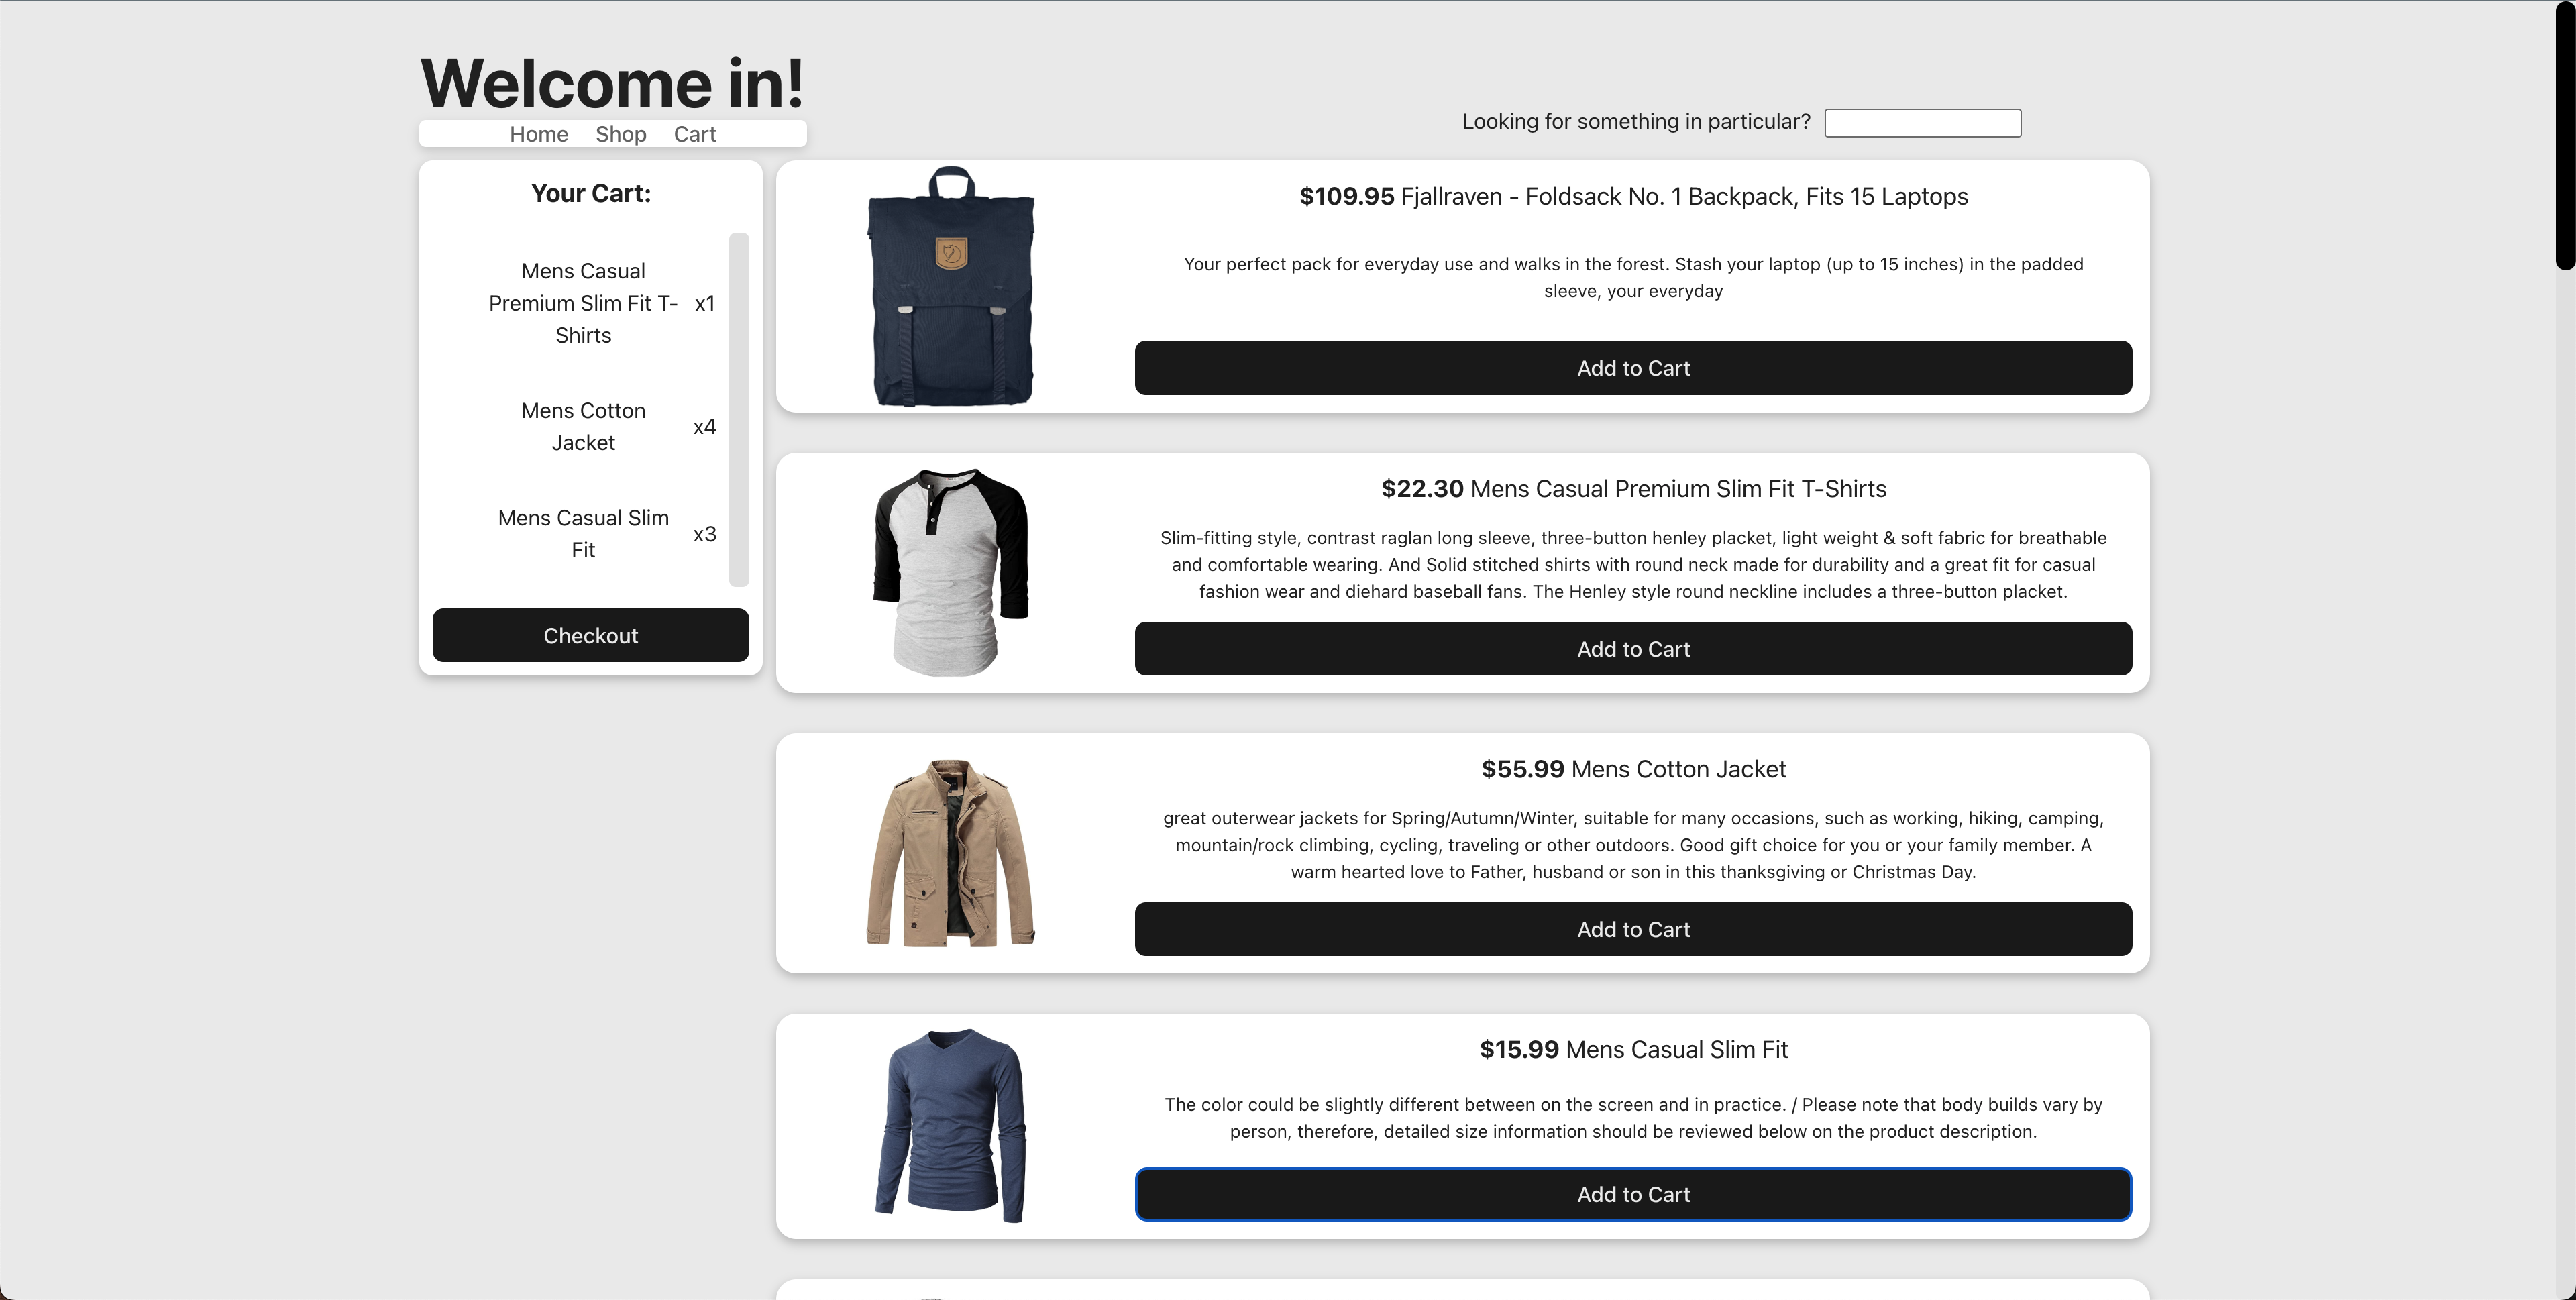 Welcome in!
Home Shop Cart
Looking for something in particular?
Your Cart:
Mens Casual
Premium Slim Fit T-
Shirts
x1
Mens Cotton
Jacket
x4
Mens Casual Slim
Fit
x3
Checkout
$109.95 Fjallraven - Foldsack No. 1 Backpack, Fits 15 Laptops
Your perfect pack for everyday use and walks in the forest. Stash your laptop (up to 15 inches) in the padded
sleeve, your everyday
Add to Cart
$22.30 Mens Casual Premium Slim Fit T-Shirts
Slim-fitting style, contrast raglan long sleeve, three-button henley placket, light weight & soft fabric for breathable
and comfortable wearing. And Solid stitched shirts with round neck made for durability and a great fit for casual
fashion wear and diehard baseball fans. The Henley style round neckline includes a three-button placket.
Add to Cart
$55.99 Mens Cotton Jacket
great outerwear jackets for Spring/Autumn/Winter, suitable for many occasions, such as working, hiking, camping,
mountain/rock climbing, cycling, traveling or other outdoors. Good gift choice for you or your family member. A
warm hearted love to Father, husband or son in this thanksgiving or Christmas Day.
Add to Cart
$15.99 Mens Casual Slim Fit
The color could be slightly different between on the screen and in practice. / Please note that body builds vary by
person, therefore, detailed size information should be reviewed below on the product description.
Add to Cart